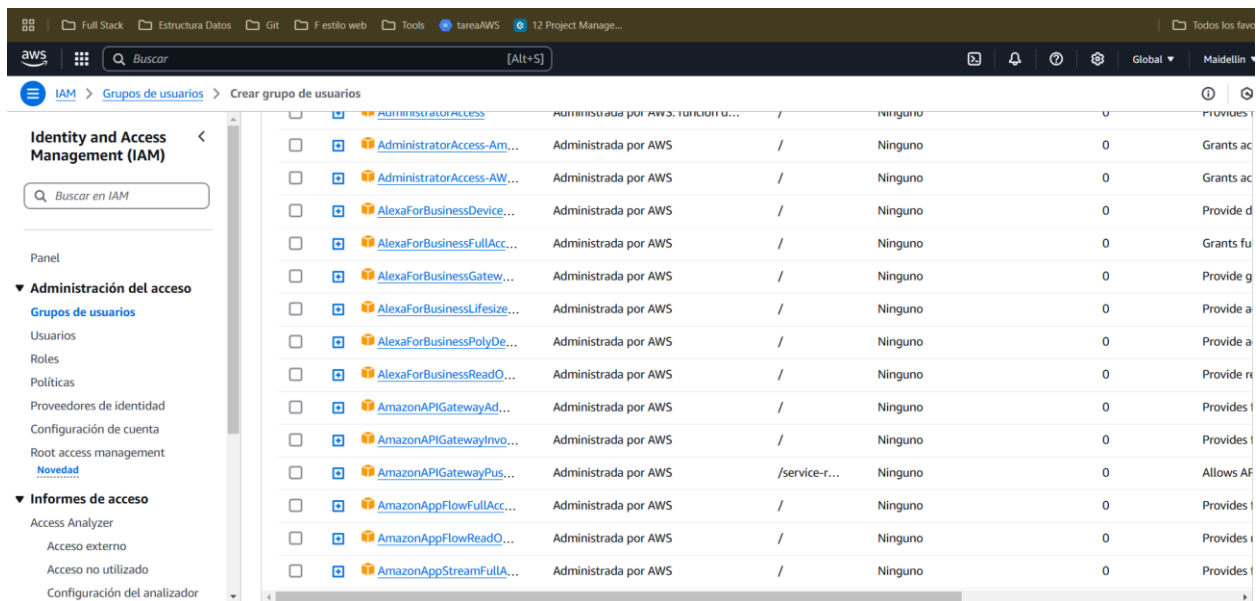 Full Stack Estructura Datos Git F estilo web Tools tareaAWS 12 Project Manage... Todos los favo
aws Buscar [Alt+S] Global Maidellin
IAM > Grupos de usuarios > Crear grupo de usuarios
Identity and Access
Management (IAM)
Buscar en IAM
Panel
Administración del acceso
Grupos de usuarios
Usuarios
Roles
Políticas
Proveedores de identidad
Configuración de cuenta
Root access management
Novedad
Informes de acceso
Access Analyzer
Acceso externo
Acceso no utilizado
Configuración del analizador
AdministratorAccess Administrada por AWS: función d... / Ninguno 0 Provides
AdministratorAccess-Am... Administrada por AWS / Ninguno 0 Grants ac
AdministratorAccess-AW... Administrada por AWS / Ninguno 0 Grants ac
AlexaForBusinessDevice... Administrada por AWS / Ninguno 0 Provide d
AlexaForBusinessFullAcc... Administrada por AWS / Ninguno 0 Grants fu
AlexaForBusinessGatew... Administrada por AWS / Ninguno 0 Provide g
AlexaForBusinessLifesize... Administrada por AWS / Ninguno 0 Provide a
AlexaForBusinessPolyDe... Administrada por AWS / Ninguno 0 Provide a
AlexaForBusinessReadO... Administrada por AWS / Ninguno 0 Provide re
AmazonAPIGatewayAd... Administrada por AWS / Ninguno 0 Provides f
AmazonAPIGatewayInvo... Administrada por AWS / Ninguno 0 Provides f
AmazonAPIGatewayPus... Administrada por AWS /service-r... Ninguno 0 Allows AP
AmazonAppFlowFullAcc... Administrada por AWS / Ninguno 0 Provides f
AmazonAppFlowReadO... Administrada por AWS / Ninguno 0 Provides r
AmazonAppStreamFullA... Administrada por AWS / Ninguno 0 Provides f